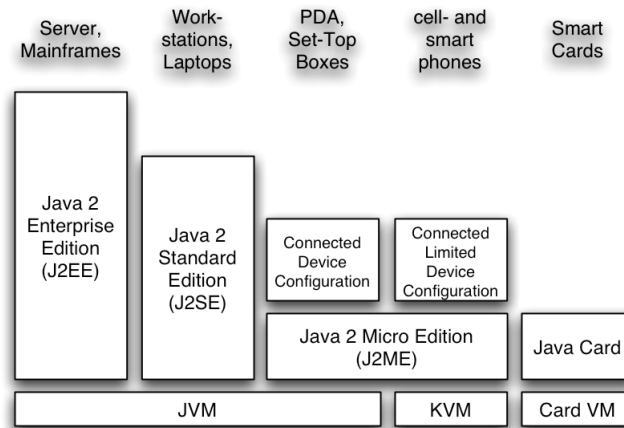 Server,
Mainframes
Work-
stations,
Laptops
PDA,
Set-Top
Boxes
cell- and
smart
phones
Smart
Cards
Java 2
Enterprise
Edition
(J2EE)
Java 2
Standard
Edition
(J2SE)
Connected
Device
Configuration
Connected
Limited
Device
Configuration
Java 2 Micro Edition
(J2ME)
Java Card
JVM
KVM
Card VM